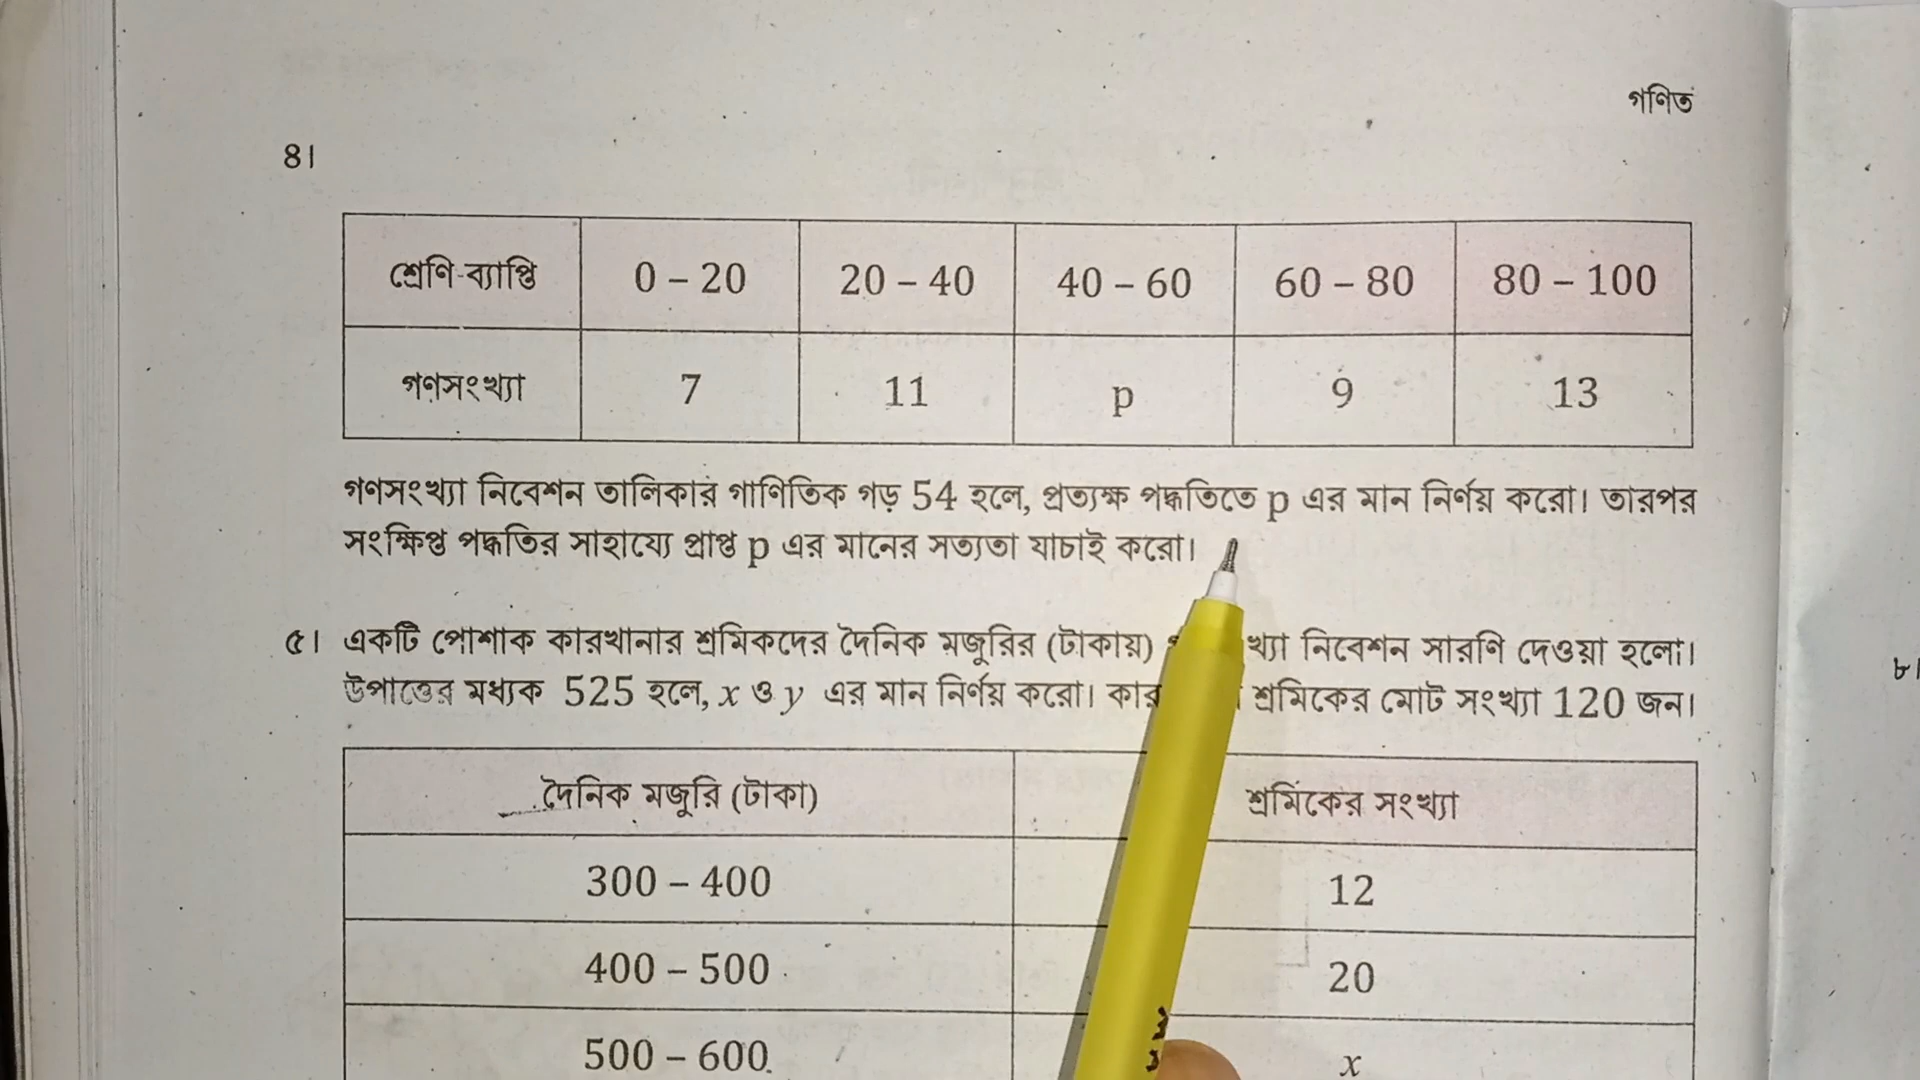 গণিত
৪।
শ্রেণি-ব্যাপ্তি 0 – 20 20 – 40 40 – 60 60 – 80 80 – 100
গণসংখ্যা 7 11 p 9 13
গণসংখ্যা নিবেশন তালিকার গাণিতিক গড় 54 হলে, প্রত্যক্ষ পদ্ধতিতে p এর মান নির্ণয় করো। তারপর
সংক্ষিপ্ত পদ্ধতির সাহায্যে প্রাপ্ত p এর মানের সত্যতা যাচাই করো।
৫। একটি পোশাক কারখানার শ্রমিকদের দৈনিক মজুরির (টাকায়) নিবেশন সারণি দেওয়া হলো।
উপাত্তের মধ্যক 525 হলে, x ও y এর মান নির্ণয় করো। শ্রমিকের মোট সংখ্যা 120 জন।
দৈনিক মজুরি (টাকা) শ্রমিকের সংখ্যা
300 – 400 12
400 – 500 20
500 – 600 x
৮।